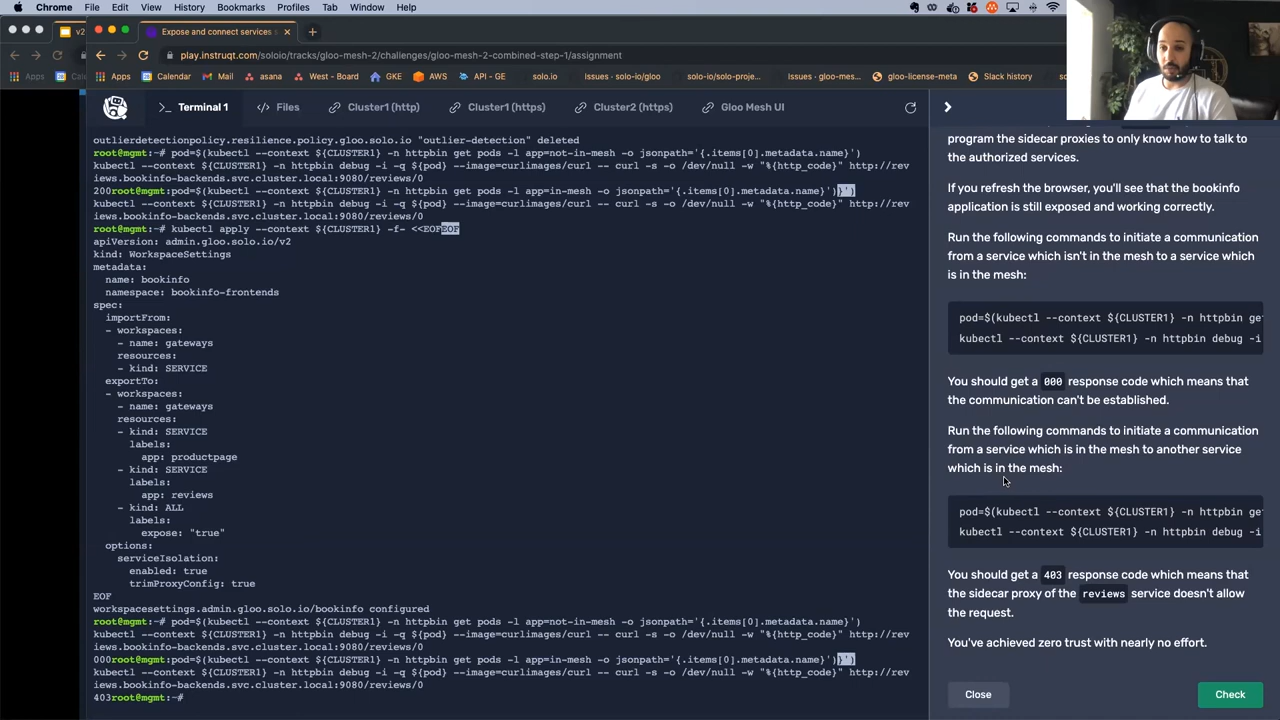 Chrome File Edit View History Bookmarks Profiles Tab Window Help
v2
Expose and connect services
play.instruqt.com/soloio/tracks/gloo-mesh-2/challenges/gloo-mesh-2-combined-step-1/assignment
Apps
Apps Calendar Mail asana West - Board GKE AWS API - GE solo.io Issues · solo-io/gloo solo-io/solo-proje... Issues · gloo-mes... gloo-license-meta Slack history
Terminal 1 Files Cluster1 (http) Cluster1 (https) Cluster2 (https) Gloo Mesh UI
outlierdetectionpolicy.resilience.policy.gloo.solo.io "outlier-detection" deleted
root@mgmt:~# pod=$(kubectl --context ${CLUSTER1} -n httpbin get pods -l app=not-in-mesh -o jsonpath='{.items[0].metadata.name}')
kubectl --context ${CLUSTER1} -n httpbin debug -i -q ${pod} --image=curlimages/curl -- curl -s -o /dev/null -w "%{http_code}" http://rev
iews.bookinfo-backends.svc.cluster.local:9080/reviews/0
200root@mgmt:~# pod=$(kubectl --context ${CLUSTER1} -n httpbin get pods -l app=in-mesh -o jsonpath='{.items[0].metadata.name}')}')
kubectl --context ${CLUSTER1} -n httpbin debug -i -q ${pod} --image=curlimages/curl -- curl -s -o /dev/null -w "%{http_code}" http://rev
iews.bookinfo-backends.svc.cluster.local:9080/reviews/0
root@mgmt:~# kubectl apply --context ${CLUSTER1} -f- <<EOFEOF
apiVersion: admin.gloo.solo.io/v2
kind: WorkspaceSettings
metadata:
name: bookinfo
namespace: bookinfo-frontends
spec:
importFrom:
- workspaces:
- name: gateways
resources:
- kind: SERVICE
exportTo:
- workspaces:
- name: gateways
resources:
- kind: SERVICE
labels:
app: productpage
- kind: SERVICE
labels:
app: reviews
- kind: ALL
labels:
expose: "true"
options:
serviceIsolation:
enabled: true
trimProxyConfig: true
EOF
workspacesettings.admin.gloo.solo.io/bookinfo configured
root@mgmt:~# pod=$(kubectl --context ${CLUSTER1} -n httpbin get pods -l app=not-in-mesh -o jsonpath='{.items[0].metadata.name}')
kubectl --context ${CLUSTER1} -n httpbin debug -i -q ${pod} --image=curlimages/curl -- curl -s -o /dev/null -w "%{http_code}" http://rev
iews.bookinfo-backends.svc.cluster.local:9080/reviews/0
000root@mgmt:pod=$(kubectl --context ${CLUSTER1} -n httpbin get pods -l app=in-mesh -o jsonpath='{.items[0].metadata.name}')}')
kubectl --context ${CLUSTER1} -n httpbin debug -i -q ${pod} --image=curlimages/curl -- curl -s -o /dev/null -w "%{http_code}" http://rev
iews.bookinfo-backends.svc.cluster.local:9080/reviews/0
403root@mgmt:~#
program the sidecar proxies to only know how to talk to
the authorized services.
If you refresh the browser, you'll see that the bookinfo
application is still exposed and working correctly.
Run the following commands to initiate a communication
from a service which isn't in the mesh to a service which
is in the mesh:
pod=$(kubectl --context ${CLUSTER1} -n httpbin get
kubectl --context ${CLUSTER1} -n httpbin debug -i
You should get a 000 response code which means that
the communication can't be established.
Run the following commands to initiate a communication
from a service which is in the mesh to another service
which is in the mesh:
pod=$(kubectl --context ${CLUSTER1} -n httpbin get
kubectl --context ${CLUSTER1} -n httpbin debug -i
You should get a 403 response code which means that
the sidecar proxy of the reviews service doesn't allow
the request.
You've achieved zero trust with nearly no effort.
Close Check